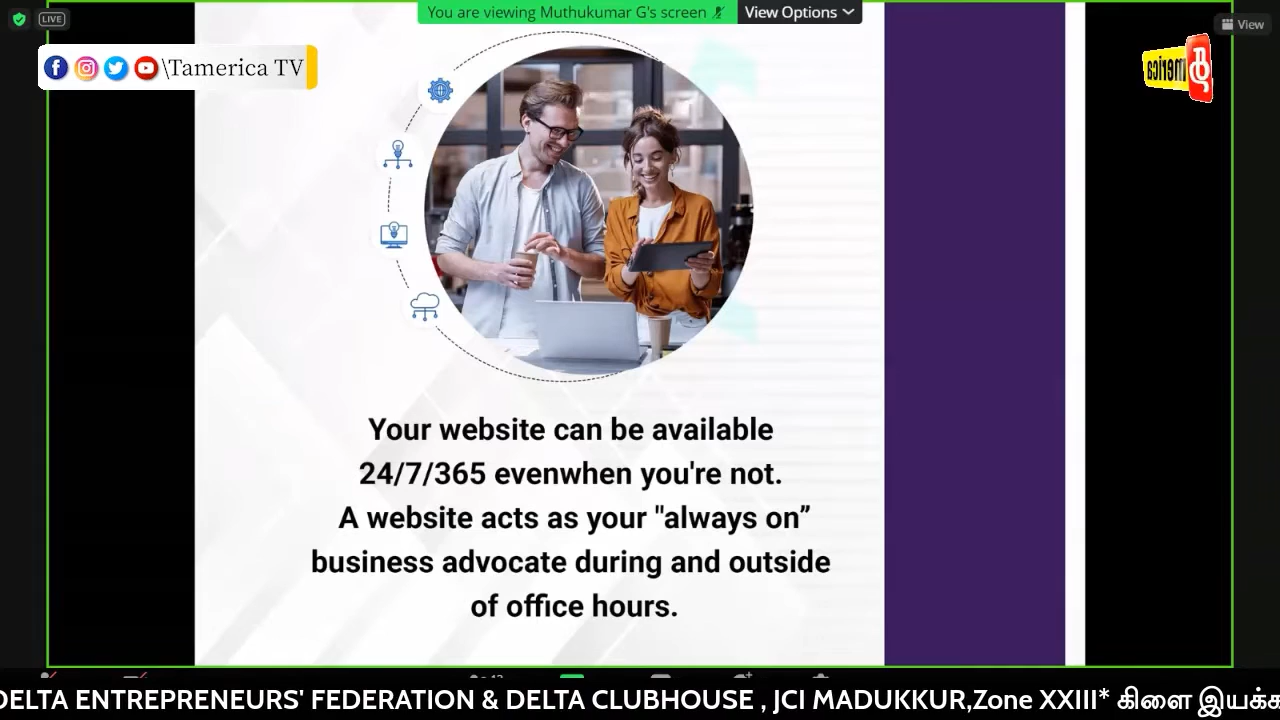 You are viewing Muthukumar G's screen
View Options
LIVE
View
\Tamerica TV
Your website can be available
24/7/365 evenwhen you're not.
A website acts as your "always on”
business advocate during and outside
of office hours.
DELTA ENTREPRENEURS' FEDERATION & DELTA CLUBHOUSE , JCI MADUKKUR,Zone XXIII* கிளை